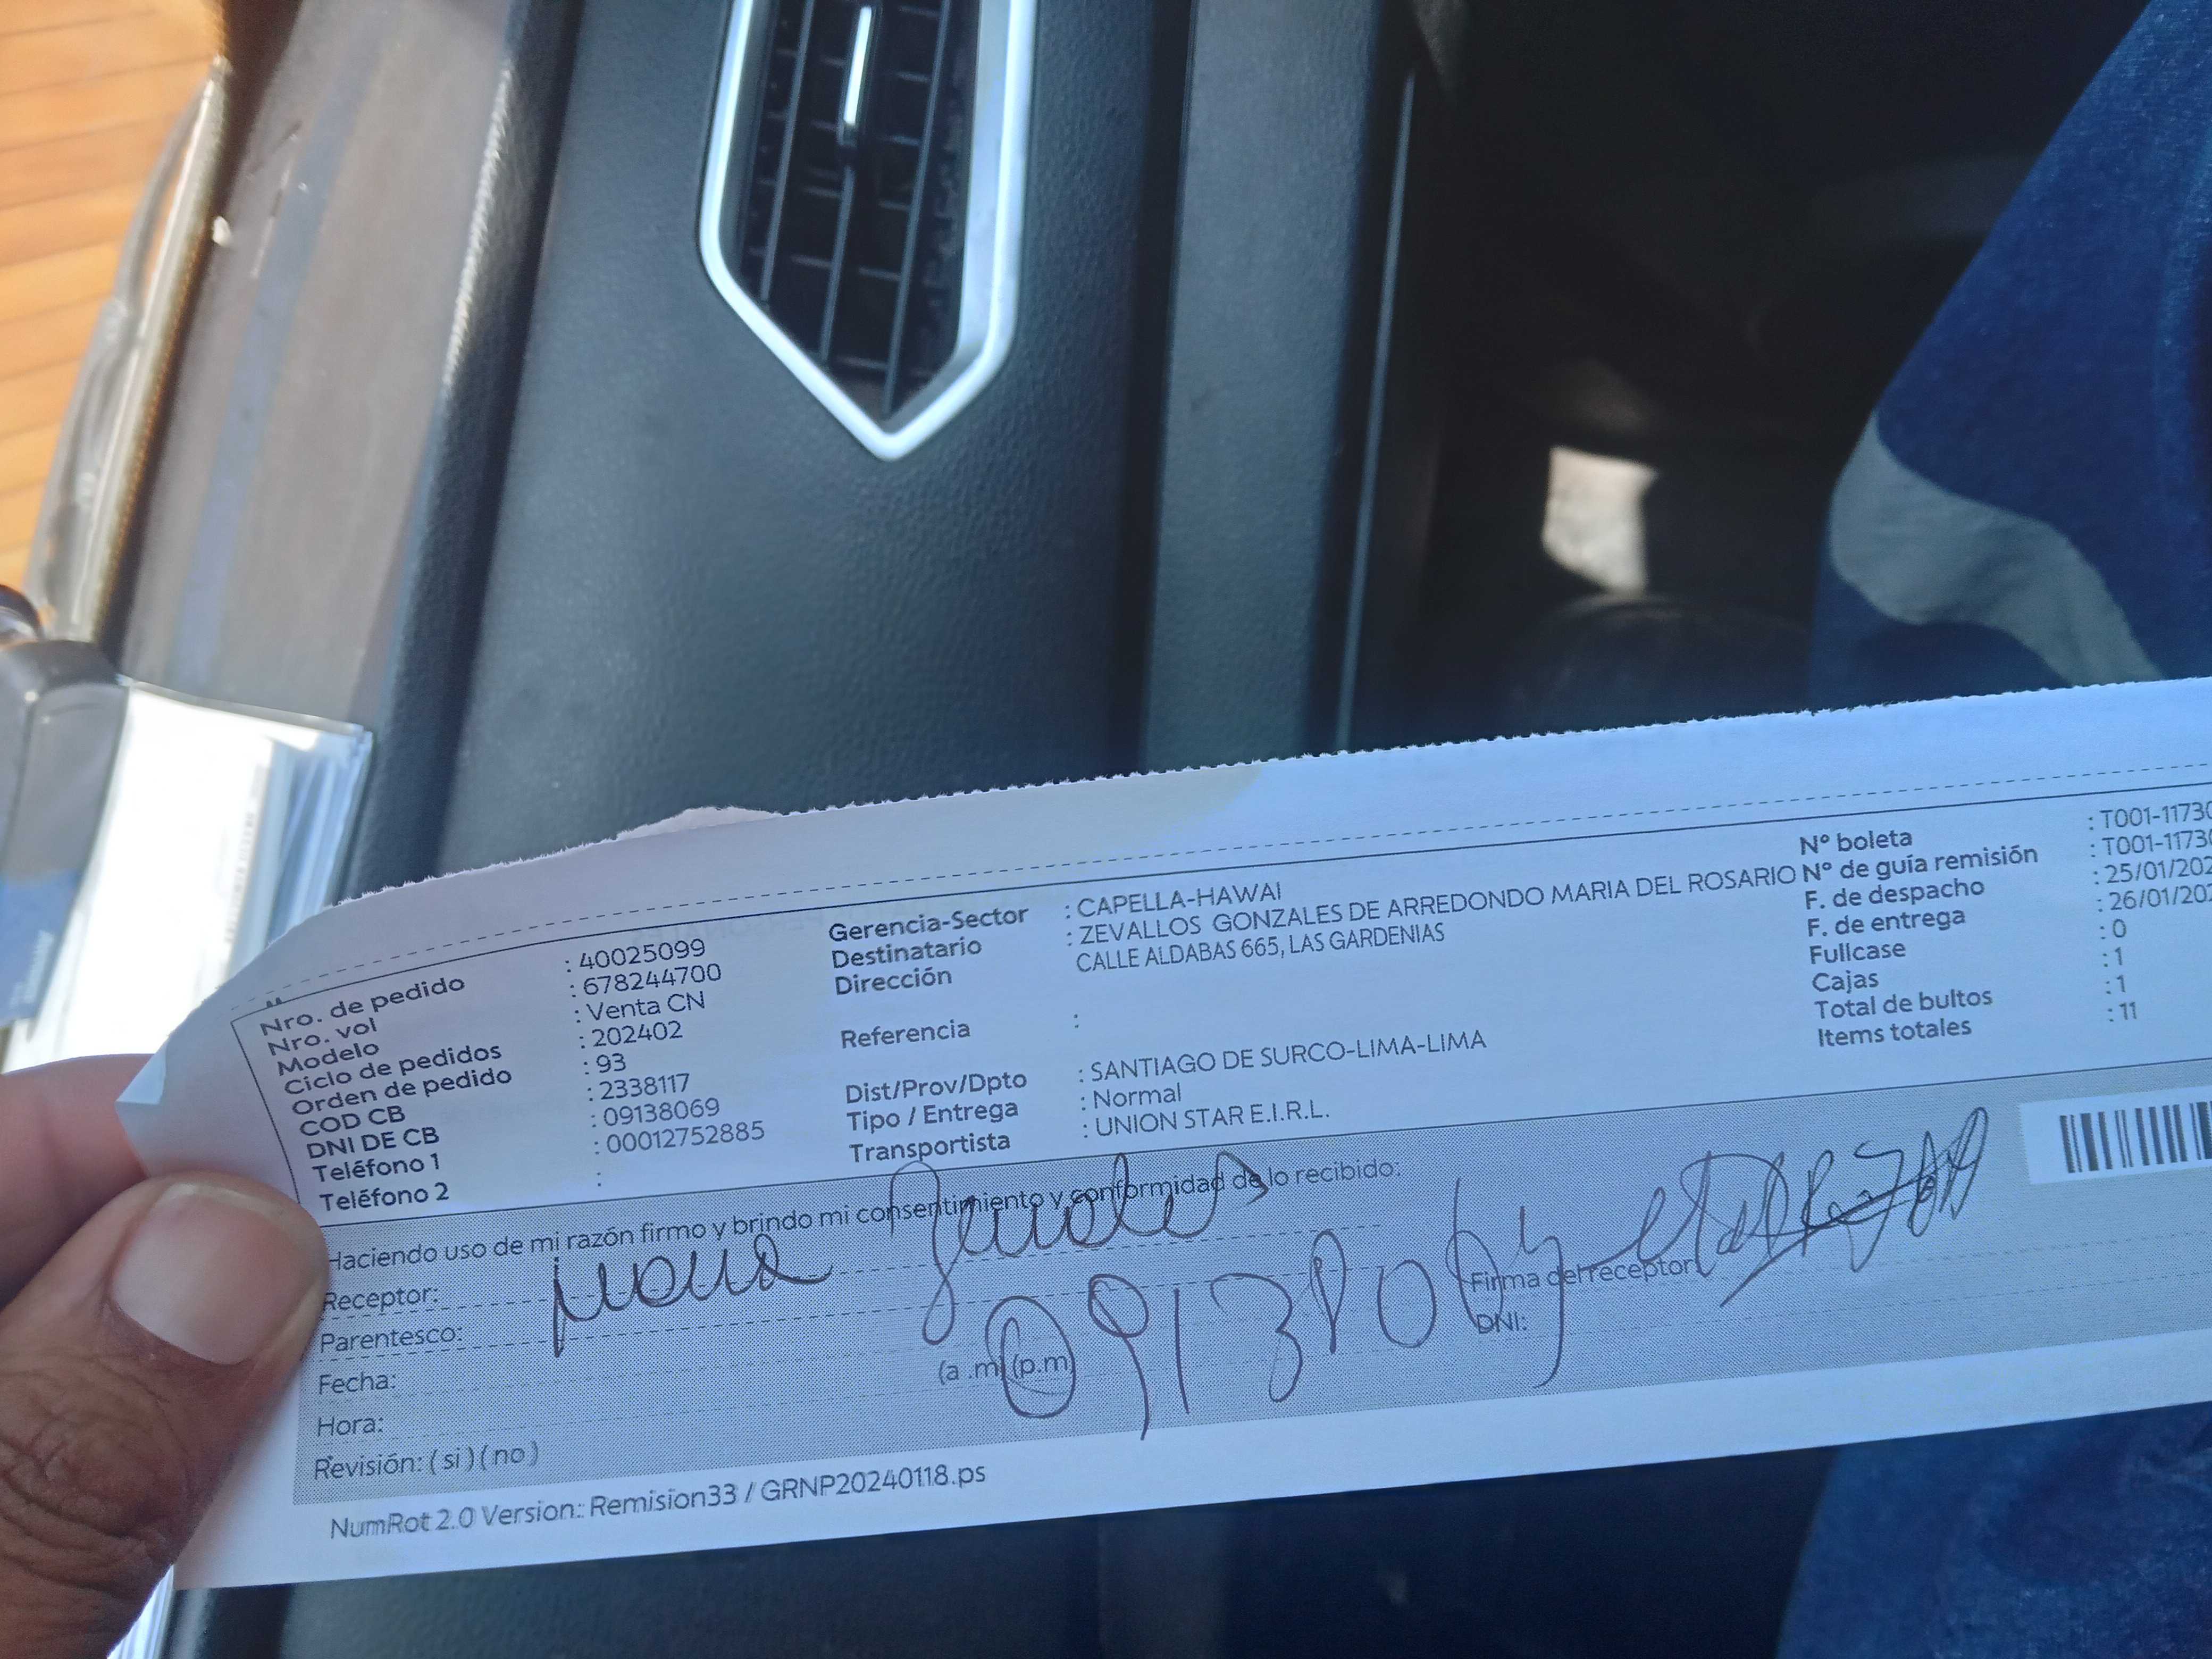 Nro. de pedido : 40025099
Nro. vol : 678244700
Modelo : Venta CN
Ciclo de pedidos : 202402
Orden de pedido : 93
COD CB : 2338117
DNI DE CB : 09138069
Teléfono 1 : 00012752885
Teléfono 2 :
Gerencia-Sector : CAPELLA-HAWAI
Destinatario : ZEVALLOS GONZALES DE ARREDONDO MARIA DEL ROSARIO
Dirección CALLE ALDABAS 665, LAS GARDENIAS
Referencia :
Dist/Prov/Dpto : SANTIAGO DE SURCO-LIMA-LIMA
Tipo / Entrega : Normal
Transportista : UNION STAR E.I.R.L.
Nº boleta : T001-1173
Nº de guía remisión : T001-1173
F. de despacho : 25/01/202
F. de entrega : 26/01/202
Fullcase : 0
Cajas : 1
Total de bultos : 1
Items totales : 11
Haciendo uso de mi razón firmo y brindo mi consentimiento y conformidad de lo recibido:
Receptor:
Parentesco:
Fecha:
Hora: (a .m) (p.m)
Revisión: ( si ) ( no )
Firma del receptor:
DNI:
NumRot 2.0 Version:: Remision33 / GRNP20240118.ps